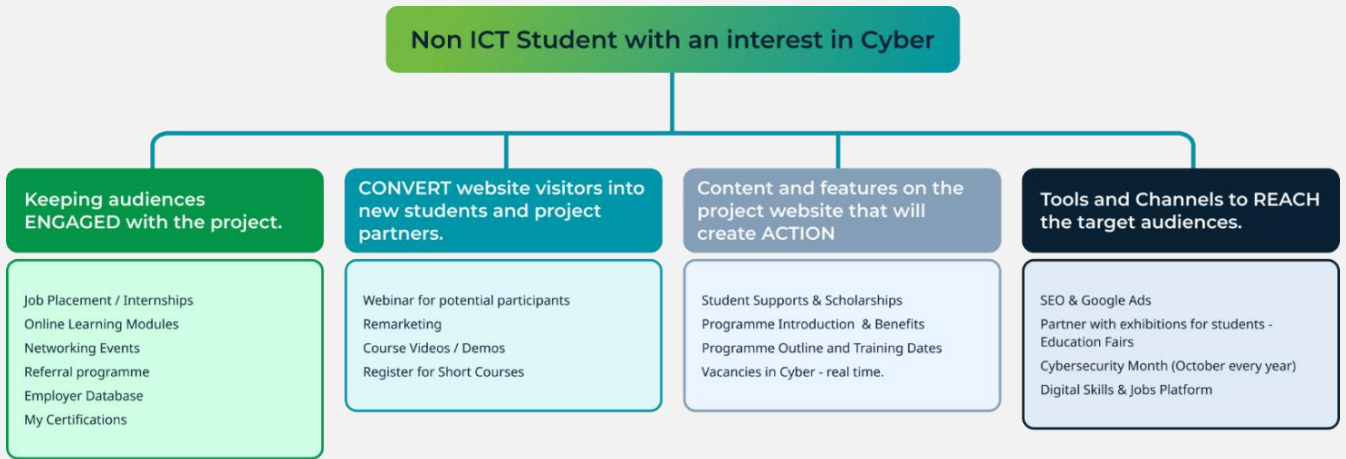 Non ICT Student with an interest in Cyber
Keeping audiences
ENGAGED with the project.
Job Placement / Internships
Online Learning Modules
Networking Events
Referral programme
Employer Database
My Certifications
CONVERT website visitors into
new students and project
partners.
Webinar for potential participants
Remarketing
Course Videos / Demos
Register for Short Courses
Content and features on the
project website that will
create ACTION
Student Supports & Scholarships
Programme Introduction & Benefits
Programme Outline and Training Dates
Vacancies in Cyber - real time.
Tools and Channels to REACH
the target audiences.
SEO & Google Ads
Partner with exhibitions for students -
Education Fairs
Cybersecurity Month (October every year)
Digital Skills & Jobs Platform